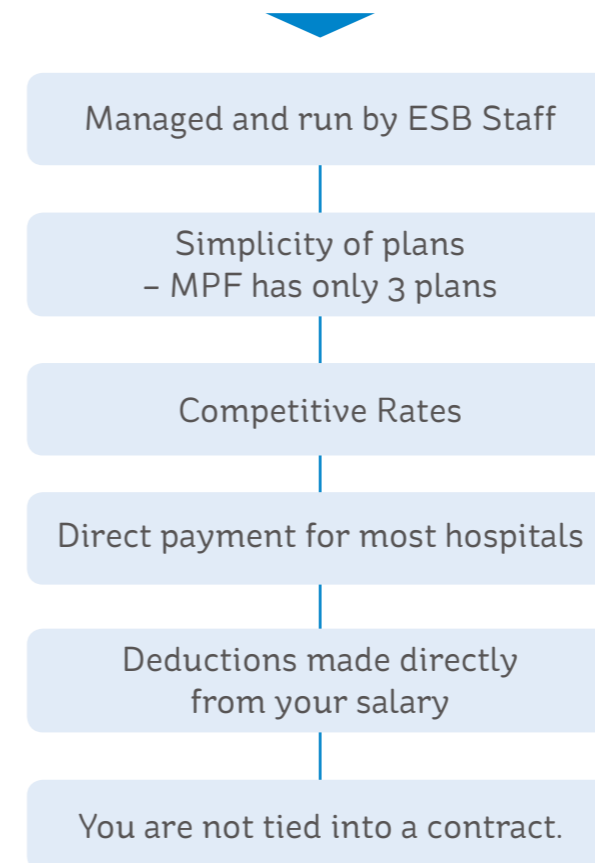 Managed and run by ESB Staff
Simplicity of plans
– MPF has only 3 plans
Competitive Rates
Direct payment for most hospitals
Deductions made directly
from your salary
You are not tied into a contract.